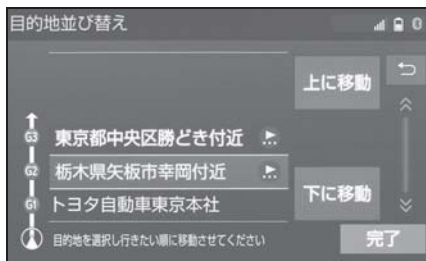 目的地並び替え
上に移動
G3 東京都中央区勝どき付近
G2 栃木県矢板市幸岡付近
G1 トヨタ自動車東京本社
下に移動
目的地を選択し行きたい順に移動させてください
完了